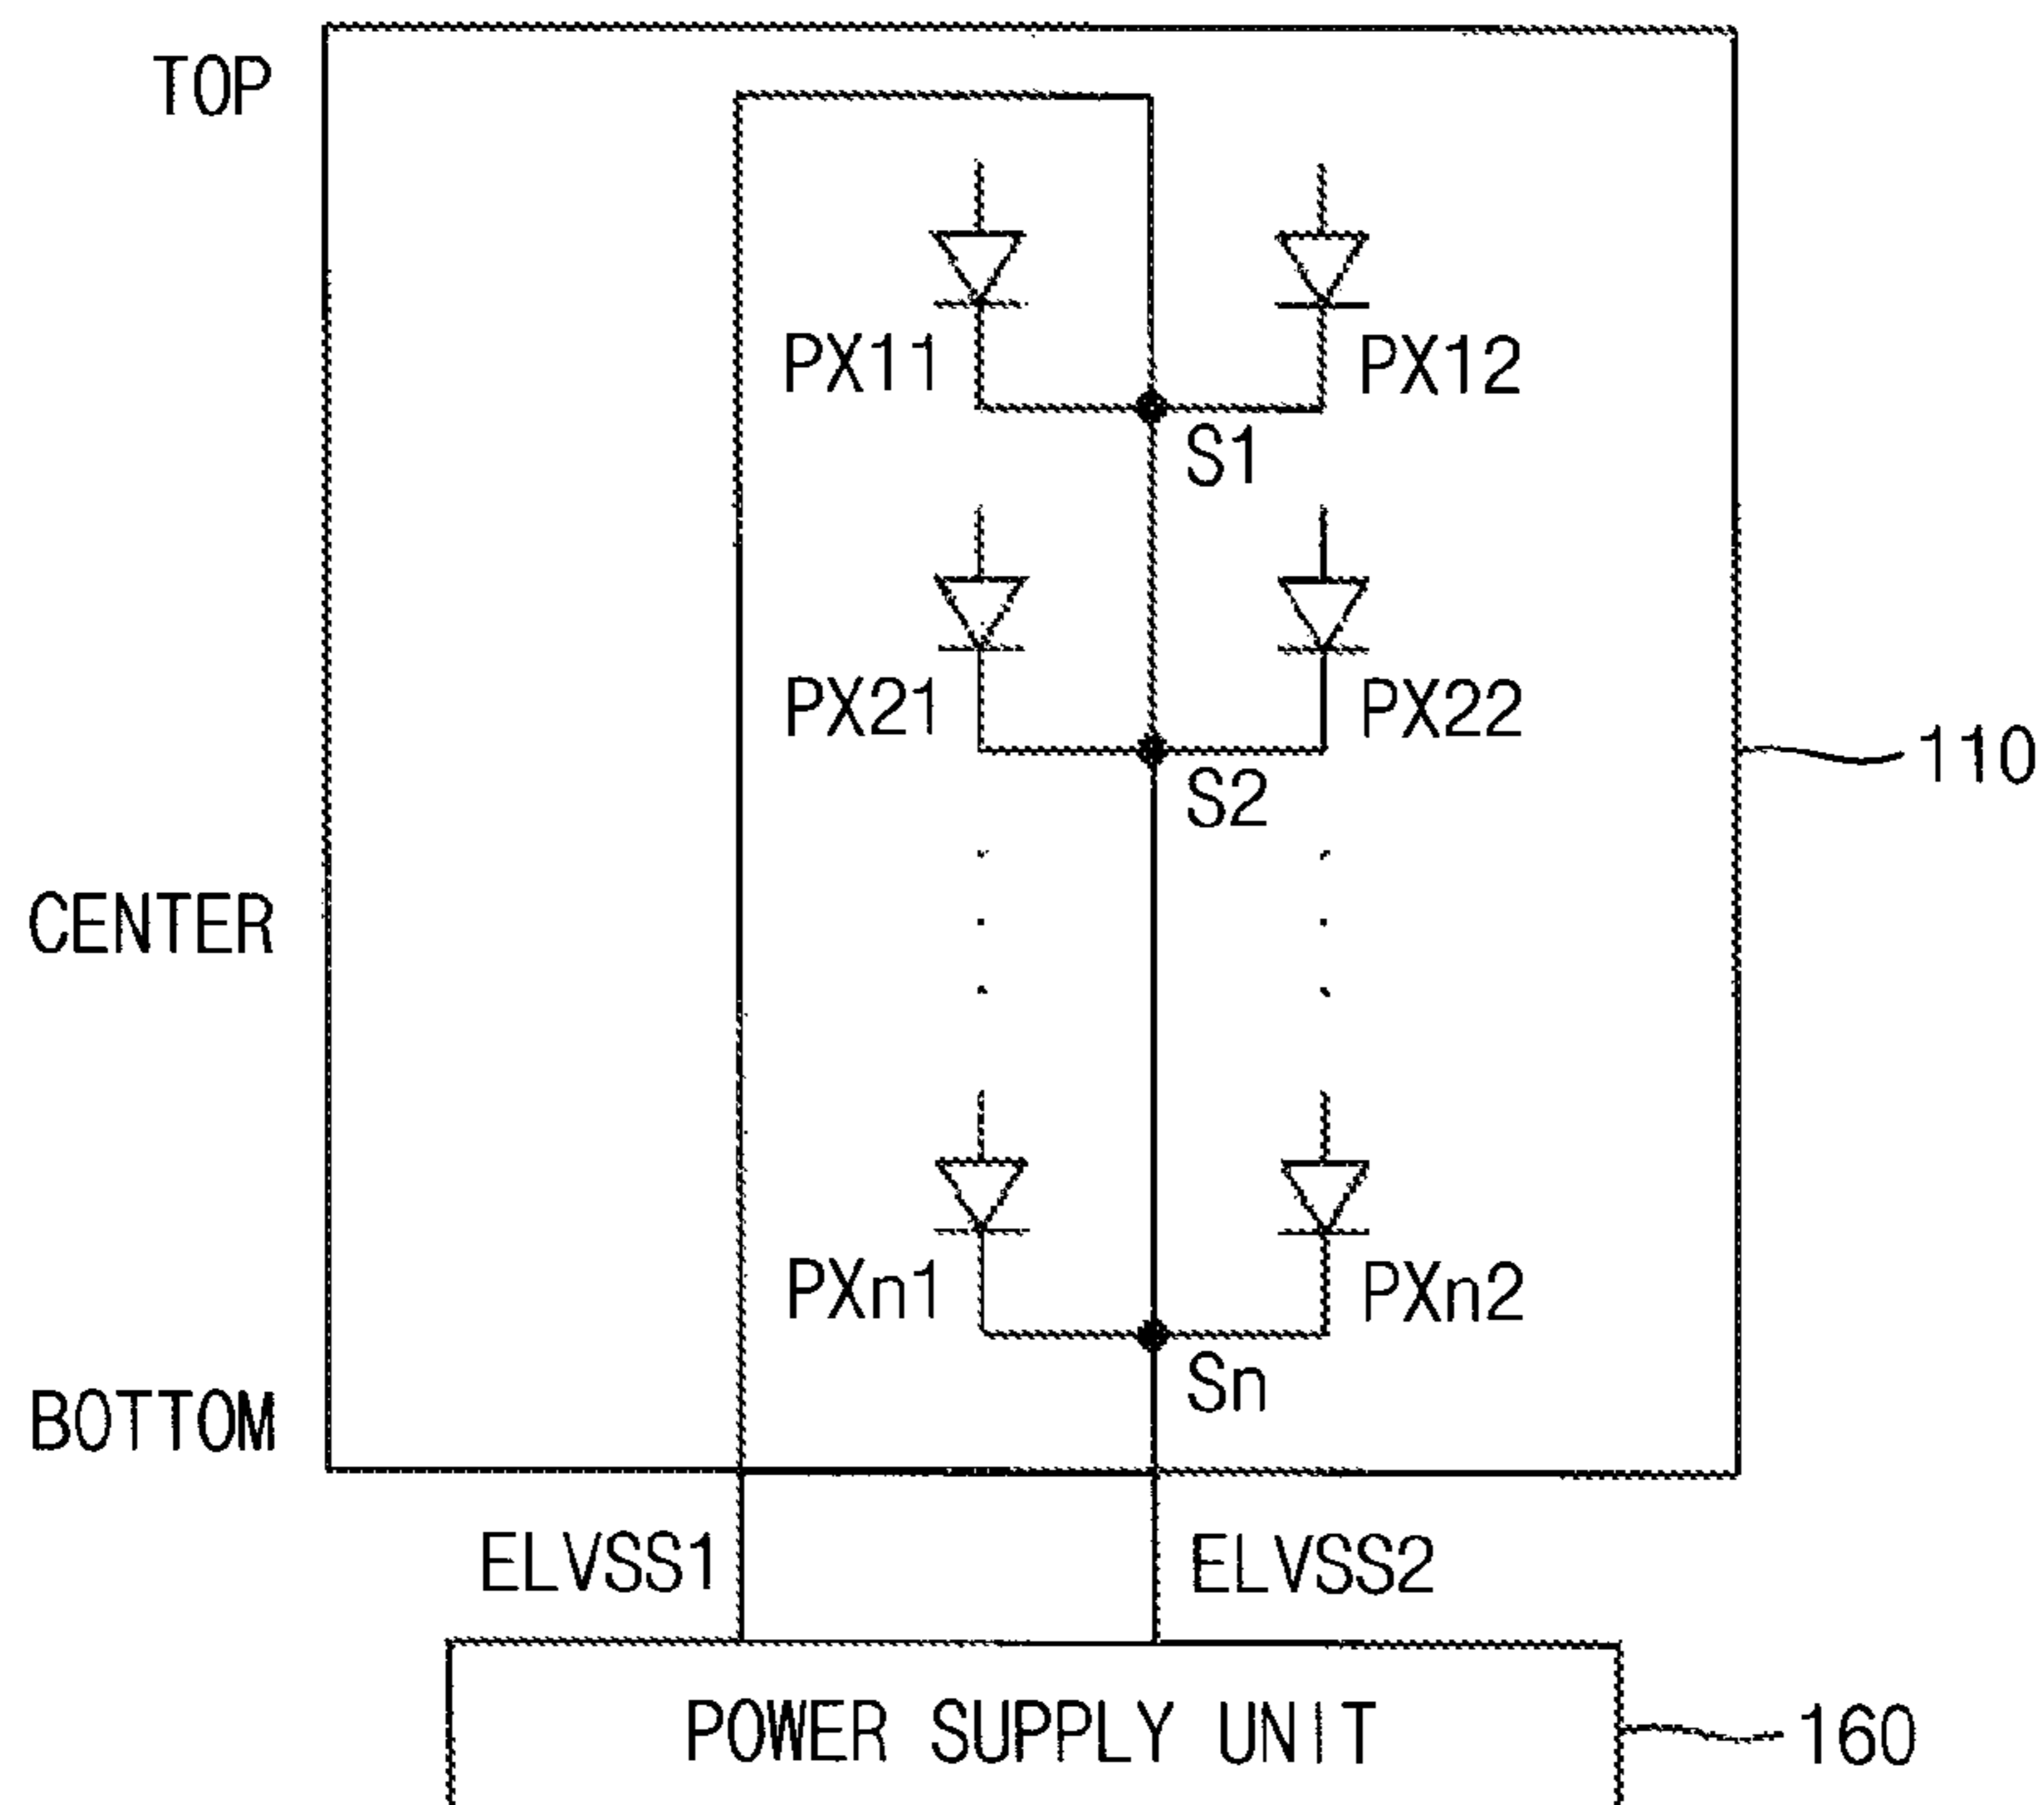 TOP
PX11
PX12
S1
PX21
PX22
110
S2
CENTER
PXn1
PXn2
Sn
BOTTOM
ELVSS1
ELVSS2
POWER SUPPLY UNIT
160